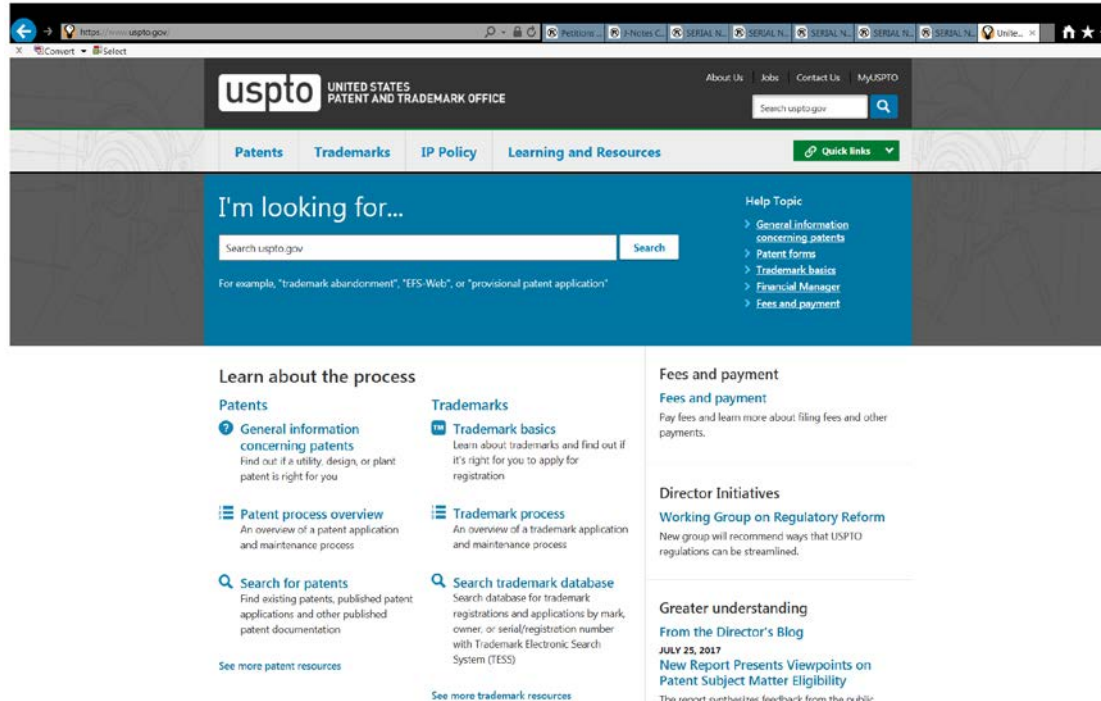 https://www.uspto.gov/
Petitions ...
J-Notes C...
SERIAL N...
SERIAL N...
SERIAL N...
SERIAL N...
SERIAL N...
Unite...
X Convert Select
uspto
UNITED STATES
PATENT AND TRADEMARK OFFICE
About Us Jobs Contact Us MyUSPTO
Search uspto.gov
Patents Trademarks IP Policy Learning and Resources Quick links
I'm looking for...
Search uspto.gov Search
For example, "trademark abandonment", "EFS-Web", or "provisional patent application"
Help Topic
General information
concerning patents
Patent forms
Trademark basics
Financial Manager
Fees and payment
Learn about the process
Patents
General information
concerning patents
Find out if a utility, design, or plant
patent is right for you
Patent process overview
An overview of a patent application
and maintenance process
Search for patents
Find existing patents, published patent
applications and other published
patent documentation
See more patent resources
Trademarks
TM Trademark basics
Learn about trademarks and find out if
it's right for you to apply for
registration
Trademark process
An overview of a trademark application
and maintenance process
Search trademark database
Search database for trademark
registrations and applications by mark,
owner, or serial/registration number
with Trademark Electronic Search
System (TESS)
See more trademark resources
Fees and payment
Fees and payment
Pay fees and learn more about filing fees and other
payments.
Director Initiatives
Working Group on Regulatory Reform
New group will recommend ways that USPTO
regulations can be streamlined.
Greater understanding
From the Director's Blog
JULY 25, 2017
New Report Presents Viewpoints on
Patent Subject Matter Eligibility
The report synthesizes feedback from the public